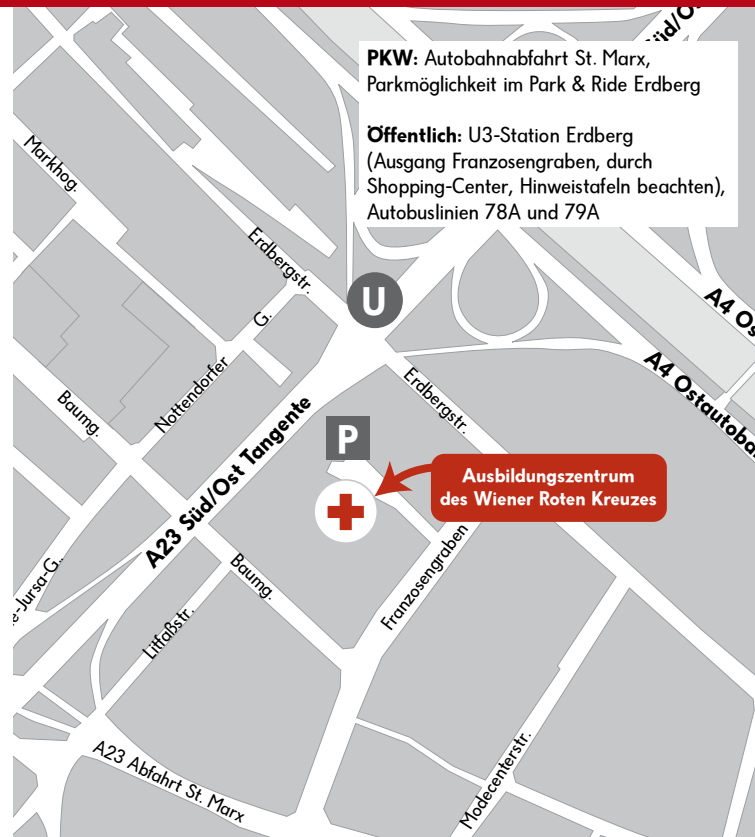 Süd/O
PKW: Autobahnabfahrt St. Marx,
Parkmöglichkeit im Park & Ride Erdberg
Öffentlich: U3-Station Erdberg
(Ausgang Franzosengraben, durch
Shopping-Center, Hinweistafeln beachten),
Autobuslinien 78A und 79A
Markhog.
Erdbergstr.
U
A4 Os
A4 Ostautoba
G.
Nottendorfer
Baumg.
Erdbergstr.
P
A23 Süd/Ost Tangente
Ausbildungszentrum
des Wiener Roten Kreuzes
Franzosengraben
e-Jursa-G..
Baumg.
Litfaßstr.
A23 Abfahrt St. Marx
Modecenterstr.